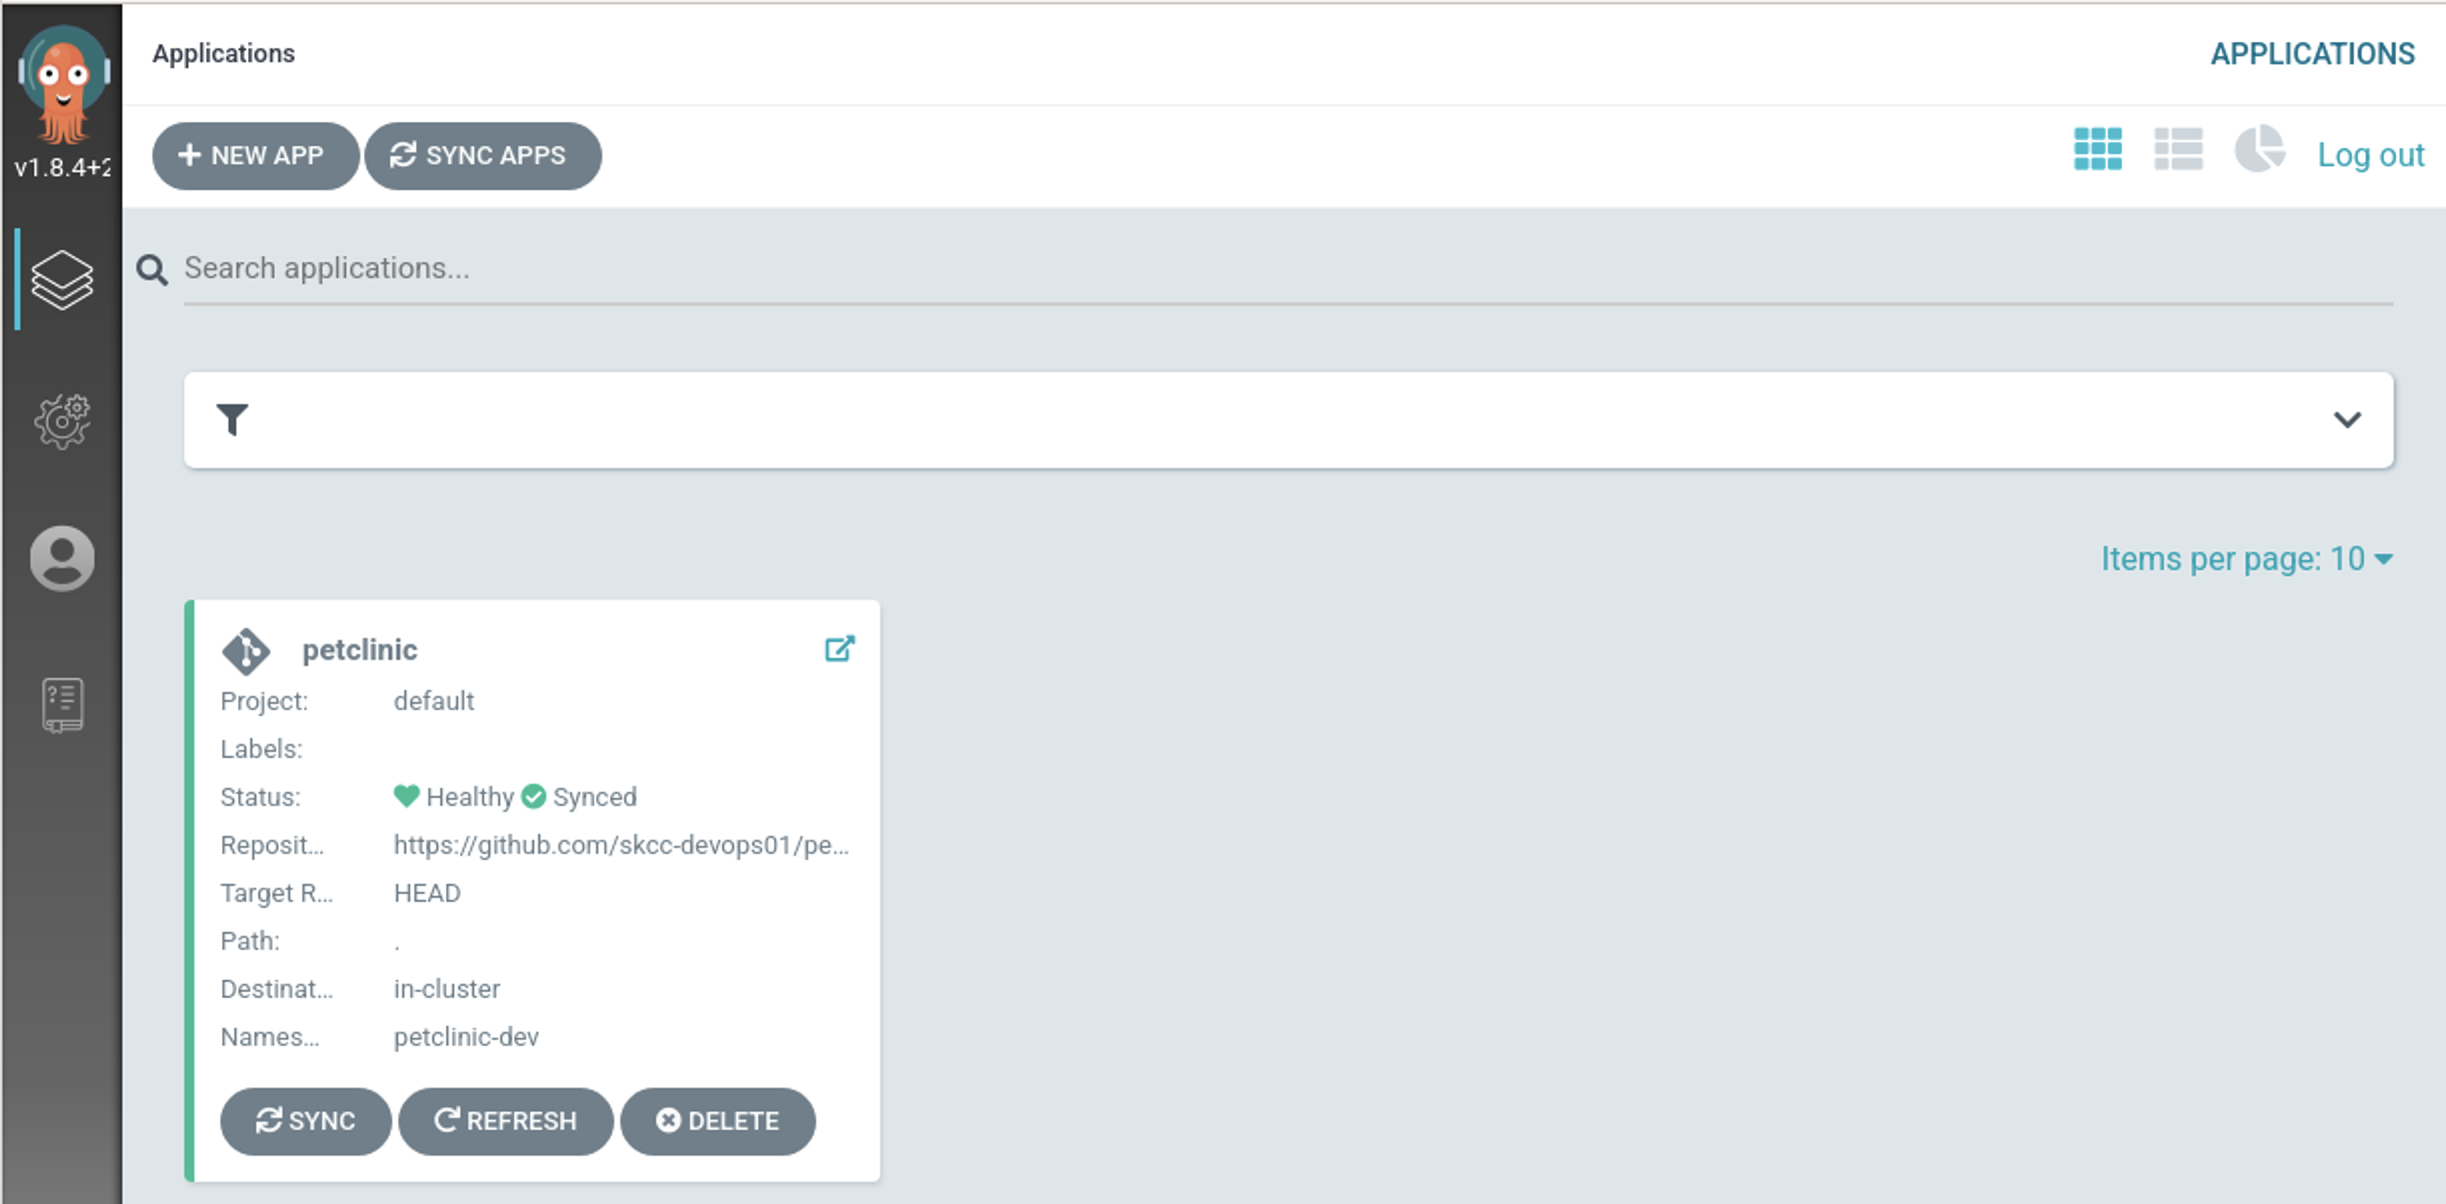 Applications
APPLICATIONS
v1.8.4+2
NEW APP
SYNC APPS
Log out
Search applications...
Items per page: 10
petclinic
Project: default
Labels:
Status: Healthy Synced
Reposit... https://github.com/skcc-devops01/pe...
Target R... HEAD
Path: .
Destinat... in-cluster
Names... petclinic-dev
SYNC REFRESH DELETE